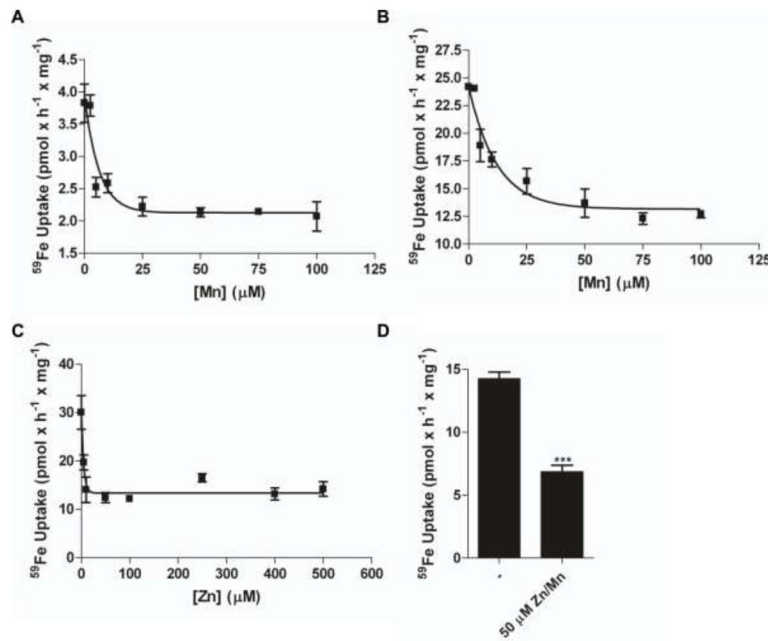 A
⁵⁹Fe Uptake (pmol x h⁻¹ x mg⁻¹)
4.5
4.0
3.5
3.0
2.5
2.0
1.5
0 25 50 75 100 125
[Mn] (μM)
B
⁵⁹Fe Uptake (pmol x h⁻¹ x mg⁻¹)
27.5
25.0
22.5
20.0
17.5
15.0
12.5
10.0
0 25 50 75 100 125
[Mn] (μM)
C
⁵⁹Fe Uptake (pmol x h⁻¹ x mg⁻¹)
40
30
20
10
0
0 100 200 300 400 500 600
[Zn] (μM)
D
⁵⁹Fe Uptake (pmol x h⁻¹ x mg⁻¹)
15
10
5
0
***
-
50 μM Zn/Mn